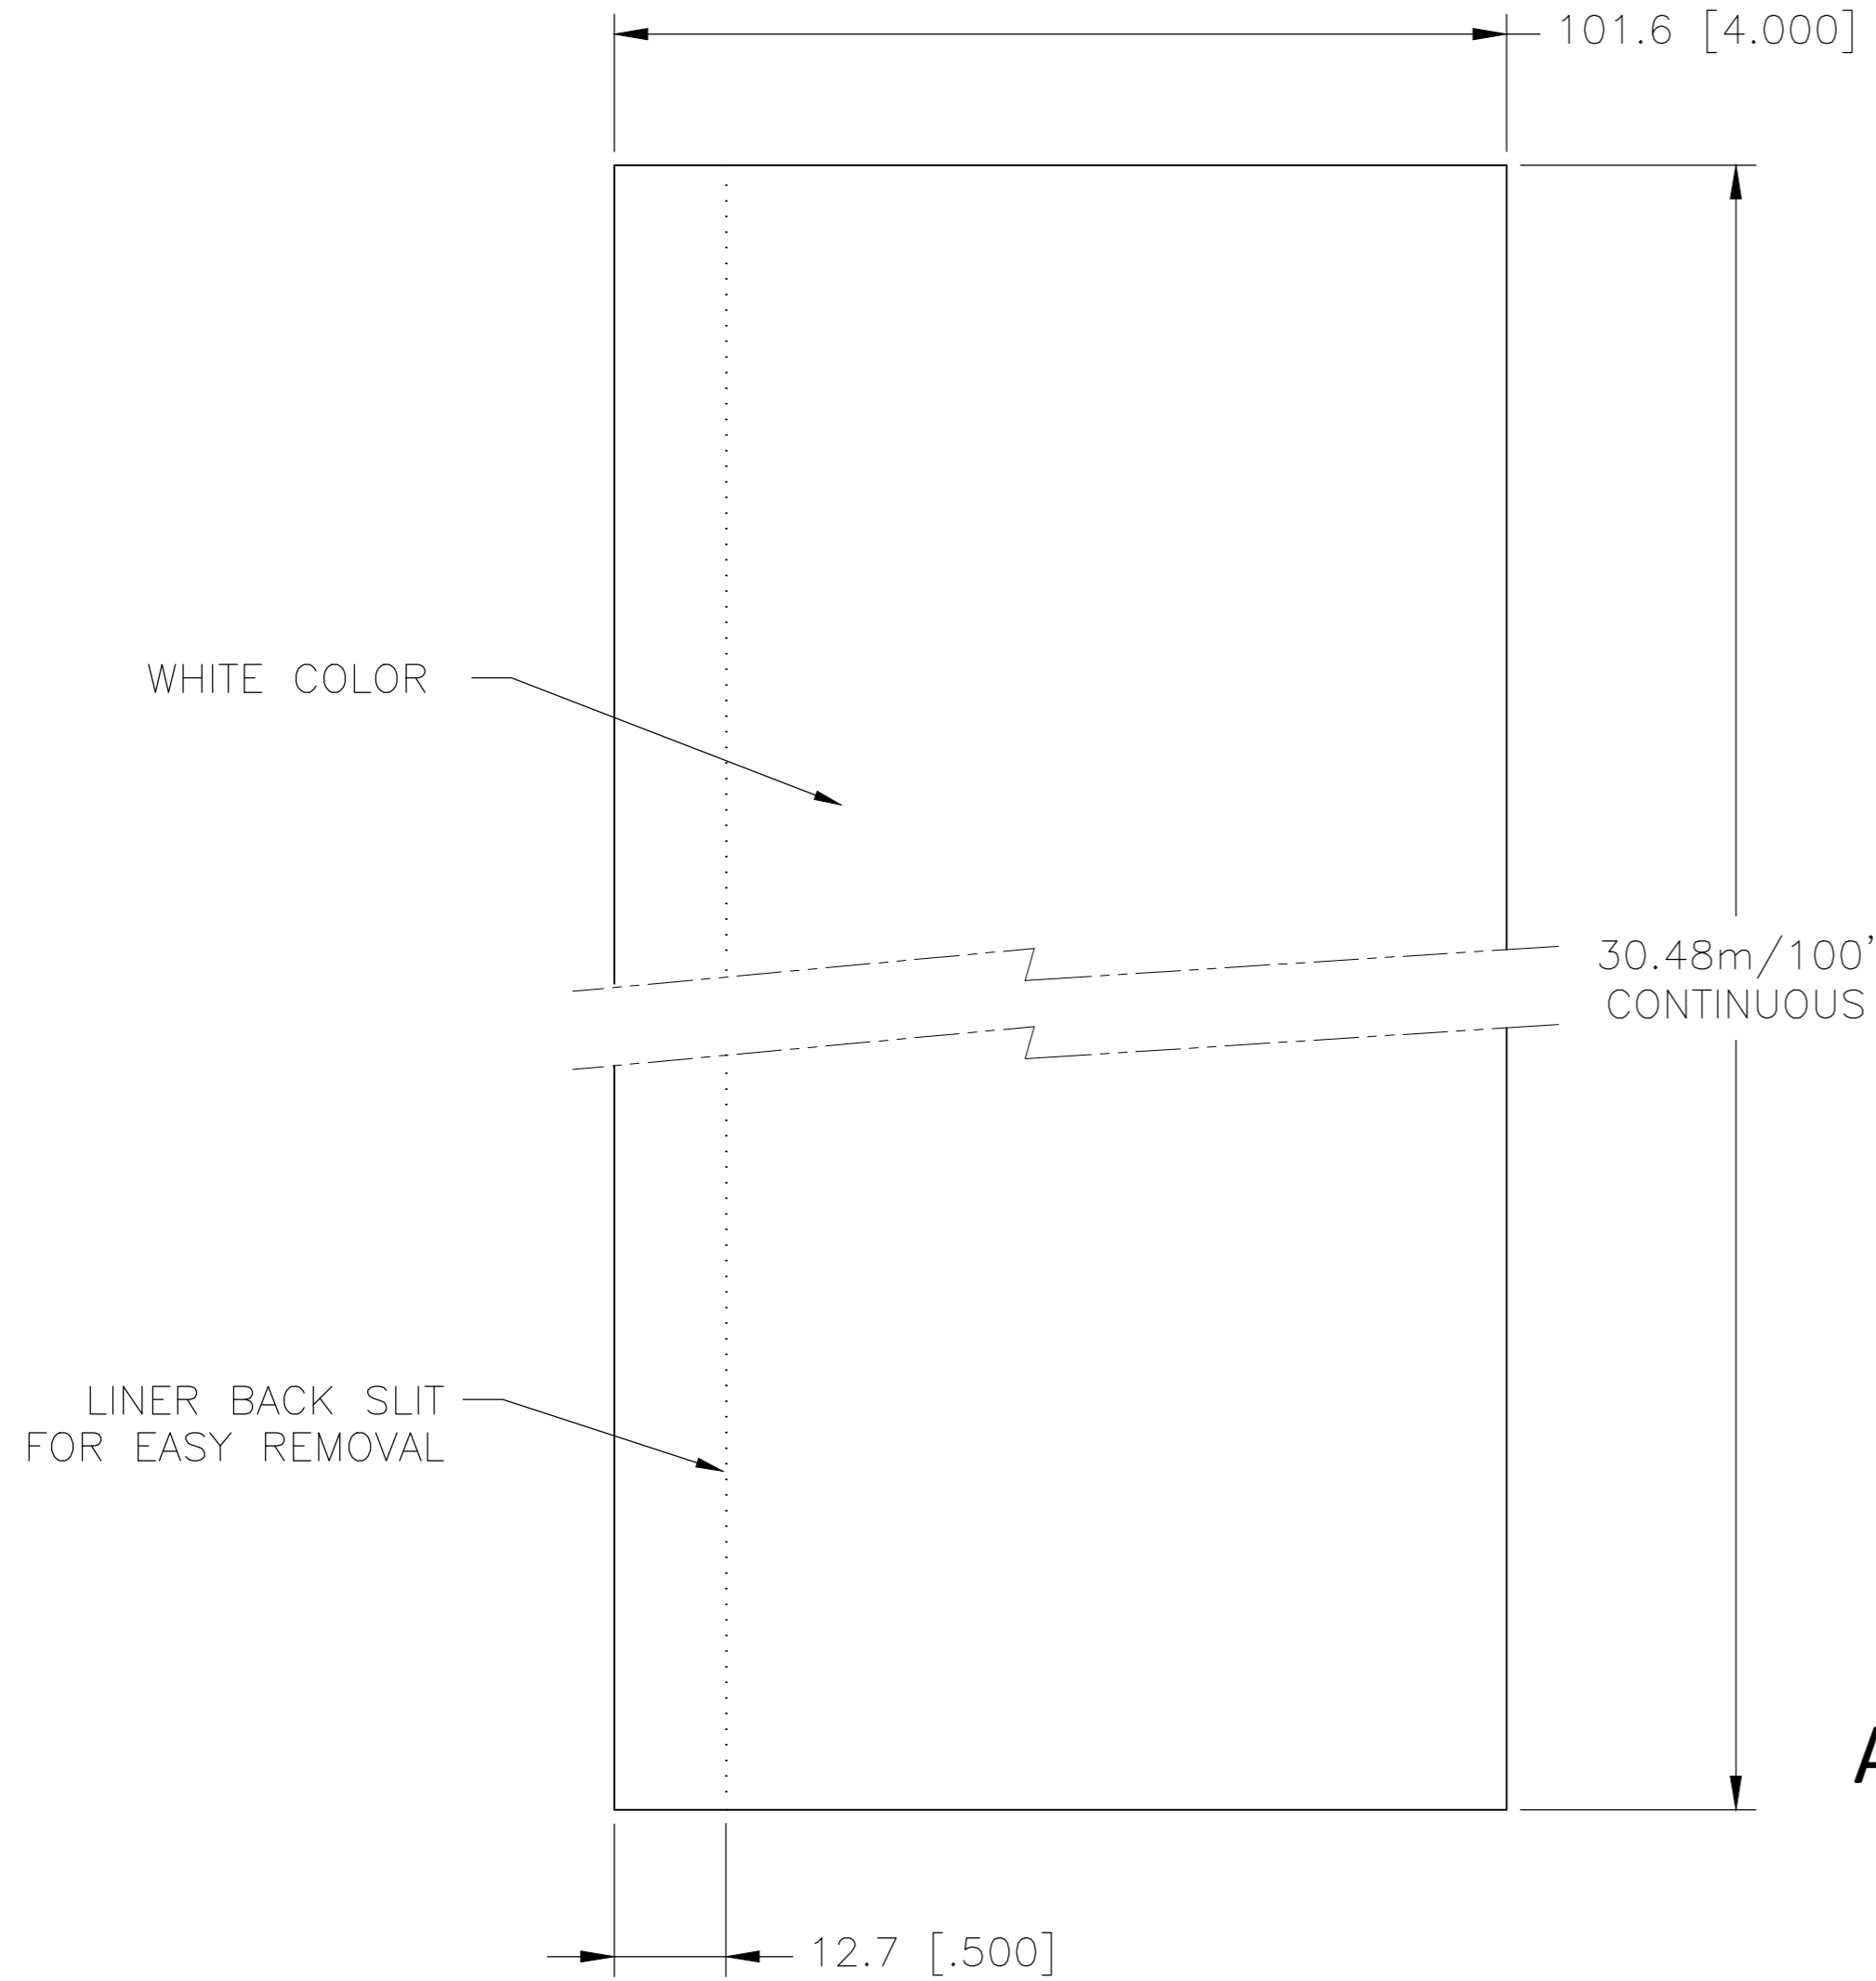 101.6 [4.000]
WHITE COLOR
30.48m/100'
CONTINUOUS
LINER BACK SLIT
FOR EASY REMOVAL
A
12.7 [.500]